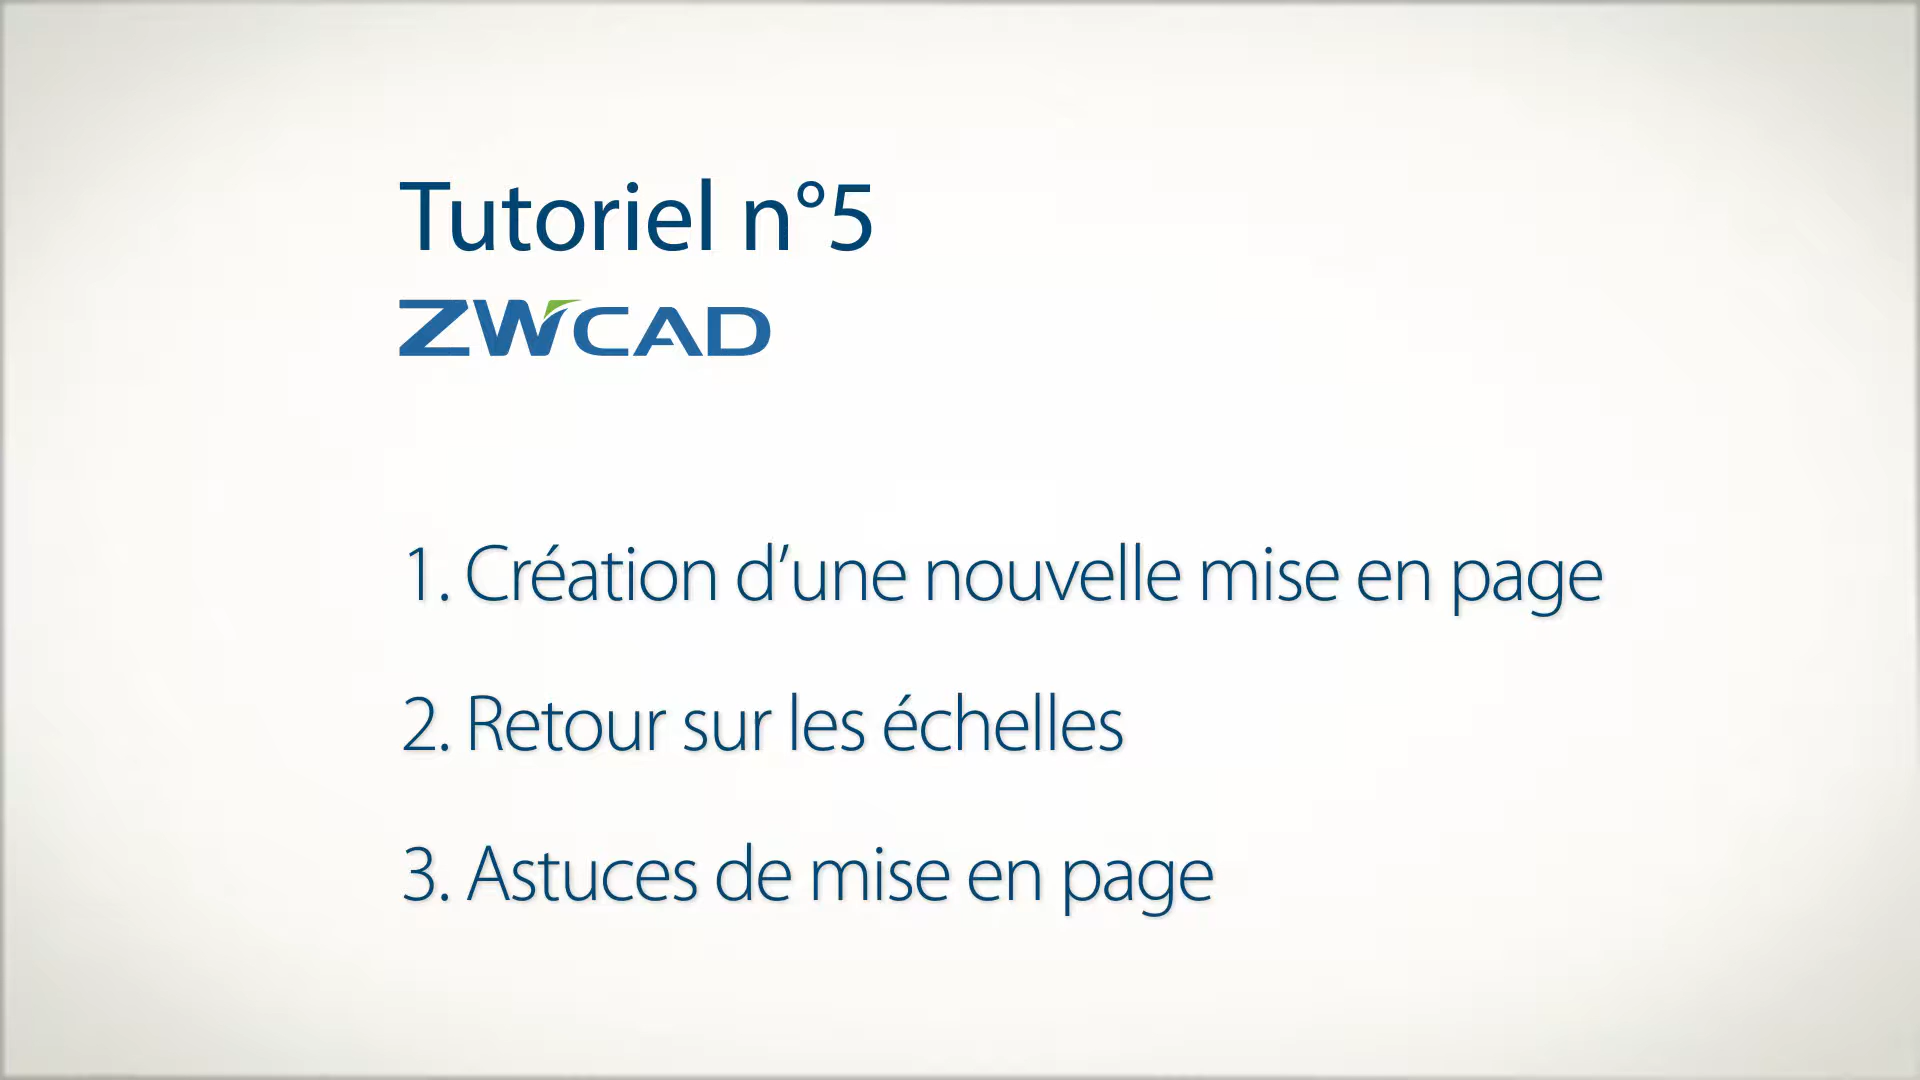 Tutoriel n°5
ZWCAD
1. Création d’une nouvelle mise en page
2. Retour sur les échelles
3. Astuces de mise en page